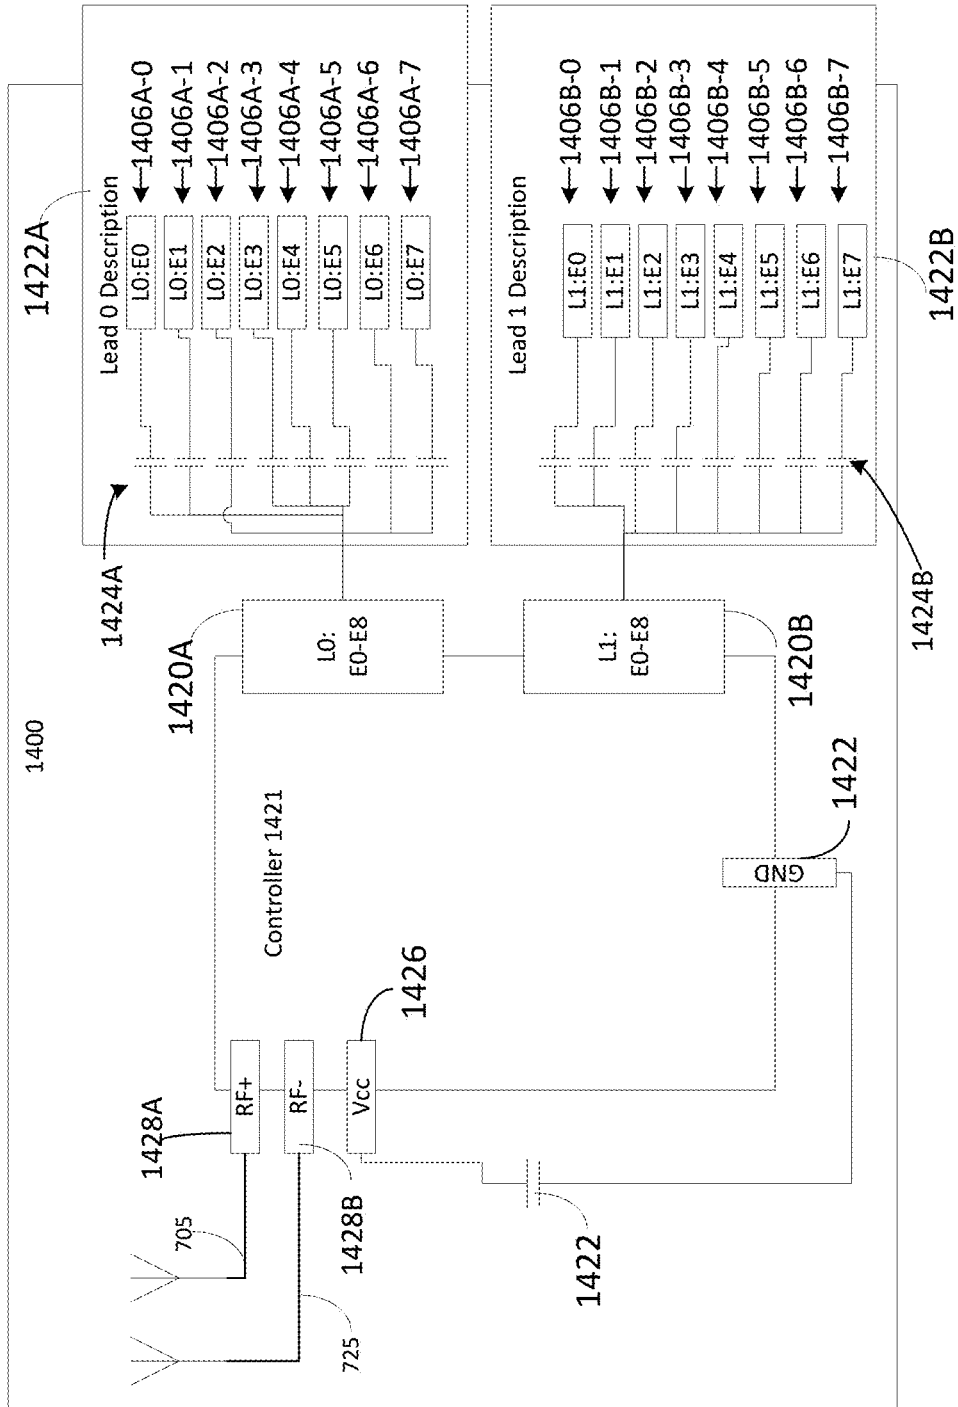 1400
1422A
Lead 0 Description
L0:E0
1406A-0
L0:E1
1406A-1
L0:E2
1406A-2
L0:E3
1406A-3
L0:E4
1406A-4
L0:E5
1406A-5
L0:E6
1406A-6
L0:E7
1406A-7
1424A
1420A
L0:
E0-E8
Lead 1 Description
L1:E0
1406B-0
L1:E1
1406B-1
L1:E2
1406B-2
L1:E3
1406B-3
L1:E4
1406B-4
L1:E5
1406B-5
L1:E6
1406B-6
L1:E7
1406B-7
1422B
1424B
L1:
E0-E8
1420B
Controller 1421
GND
1422
1428A
RF+
RF-
1428B
Vcc
1426
705
725
1422